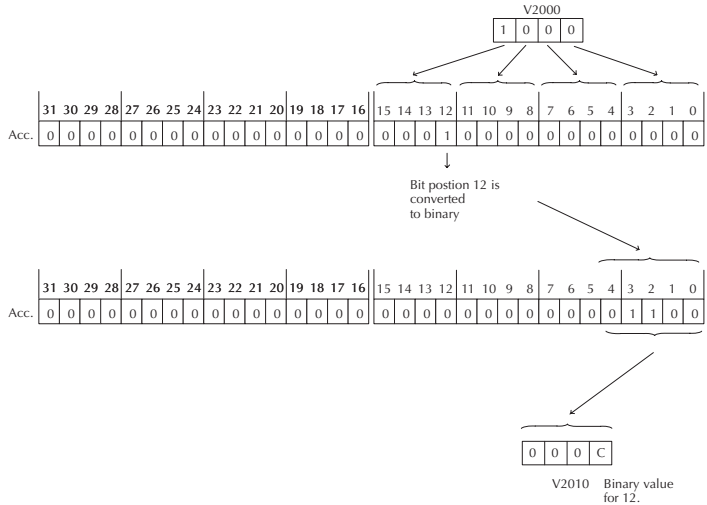 V2000
1 0 0 0
31 30 29 28 27 26 25 24 23 22 21 20 19 18 17 16 15 14 13 12 11 10 9 8 7 6 5 4 3 2 1 0
Acc. 0 0 0 0 0 0 0 0 0 0 0 0 0 0 0 0 0 0 0 1 0 0 0 0 0 0 0 0 0 0 0 0
Bit postion 12 is
converted
to binary
31 30 29 28 27 26 25 24 23 22 21 20 19 18 17 16 15 14 13 12 11 10 9 8 7 6 5 4 3 2 1 0
Acc. 0 0 0 0 0 0 0 0 0 0 0 0 0 0 0 0 0 0 0 0 0 0 0 0 0 0 0 0 1 1 0 0
0 0 0 C
V2010 Binary value
for 12.